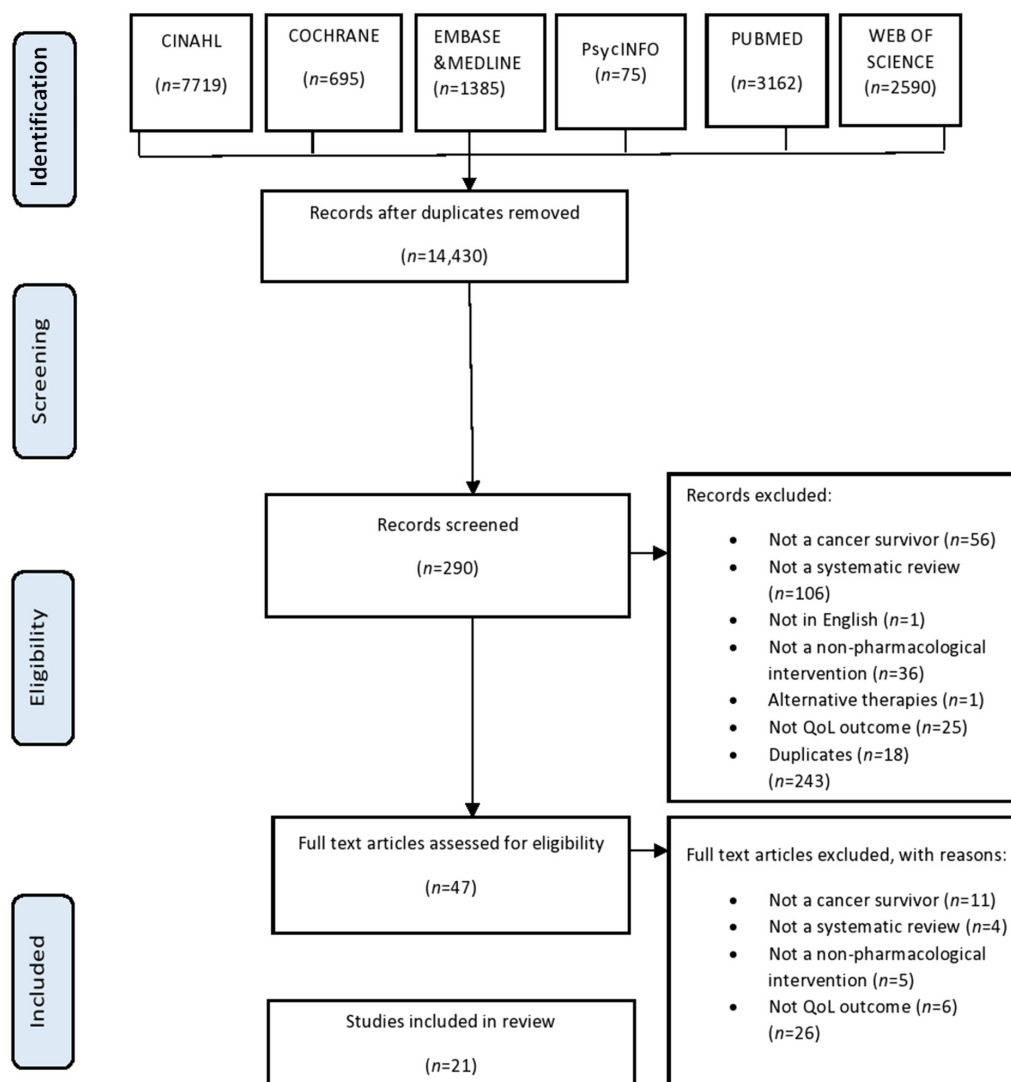 Identification
CINAHL
(n=7719)
COCHRANE
(n=695)
EMBASE
&MEDLINE
(n=1385)
PsycINFO
(n=75)
PUBMED
(n=3162)
WEB OF
SCIENCE
(n=2590)
Records after duplicates removed
(n=14,430)
Screening
Records screened
(n=290)
Records excluded:
• Not a cancer survivor (n=56)
• Not a systematic review
(n=106)
• Not in English (n=1)
• Not a non-pharmacological
intervention (n=36)
• Alternative therapies (n=1)
• Not QoL outcome (n=25)
• Duplicates (n=18)
(n=243)
Eligibility
Full text articles assessed for eligibility
(n=47)
Full text articles excluded, with reasons:
• Not a cancer survivor (n=11)
• Not a systematic review (n=4)
• Not a non-pharmacological
intervention (n=5)
• Not QoL outcome (n=6)
(n=26)
Included
Studies included in review
(n=21)